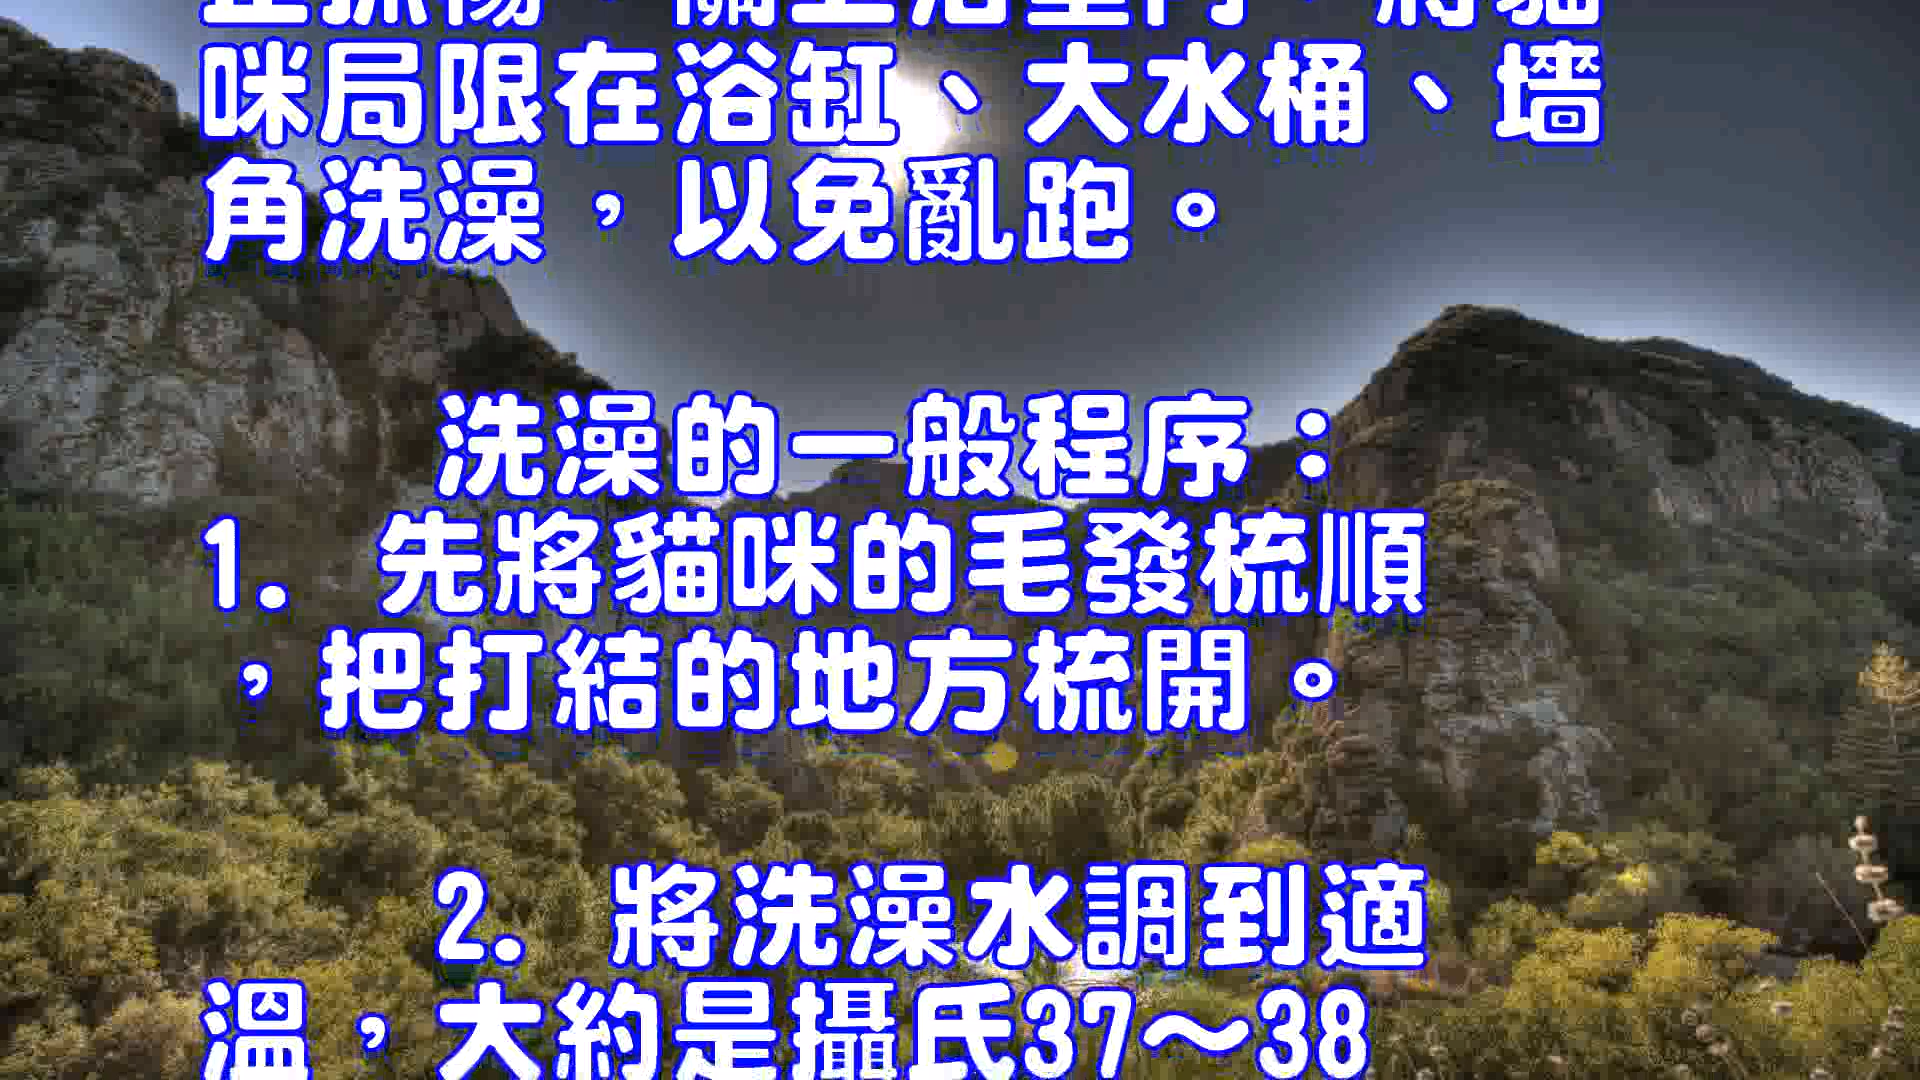 咪局限在浴缸、大水桶、墻
角洗澡，以免亂跑。
洗澡的一般程序：
1. 先將貓咪的毛發梳順
，把打結的地方梳開。
2. 將洗澡水調到適
溫，大約是攝氏37～38